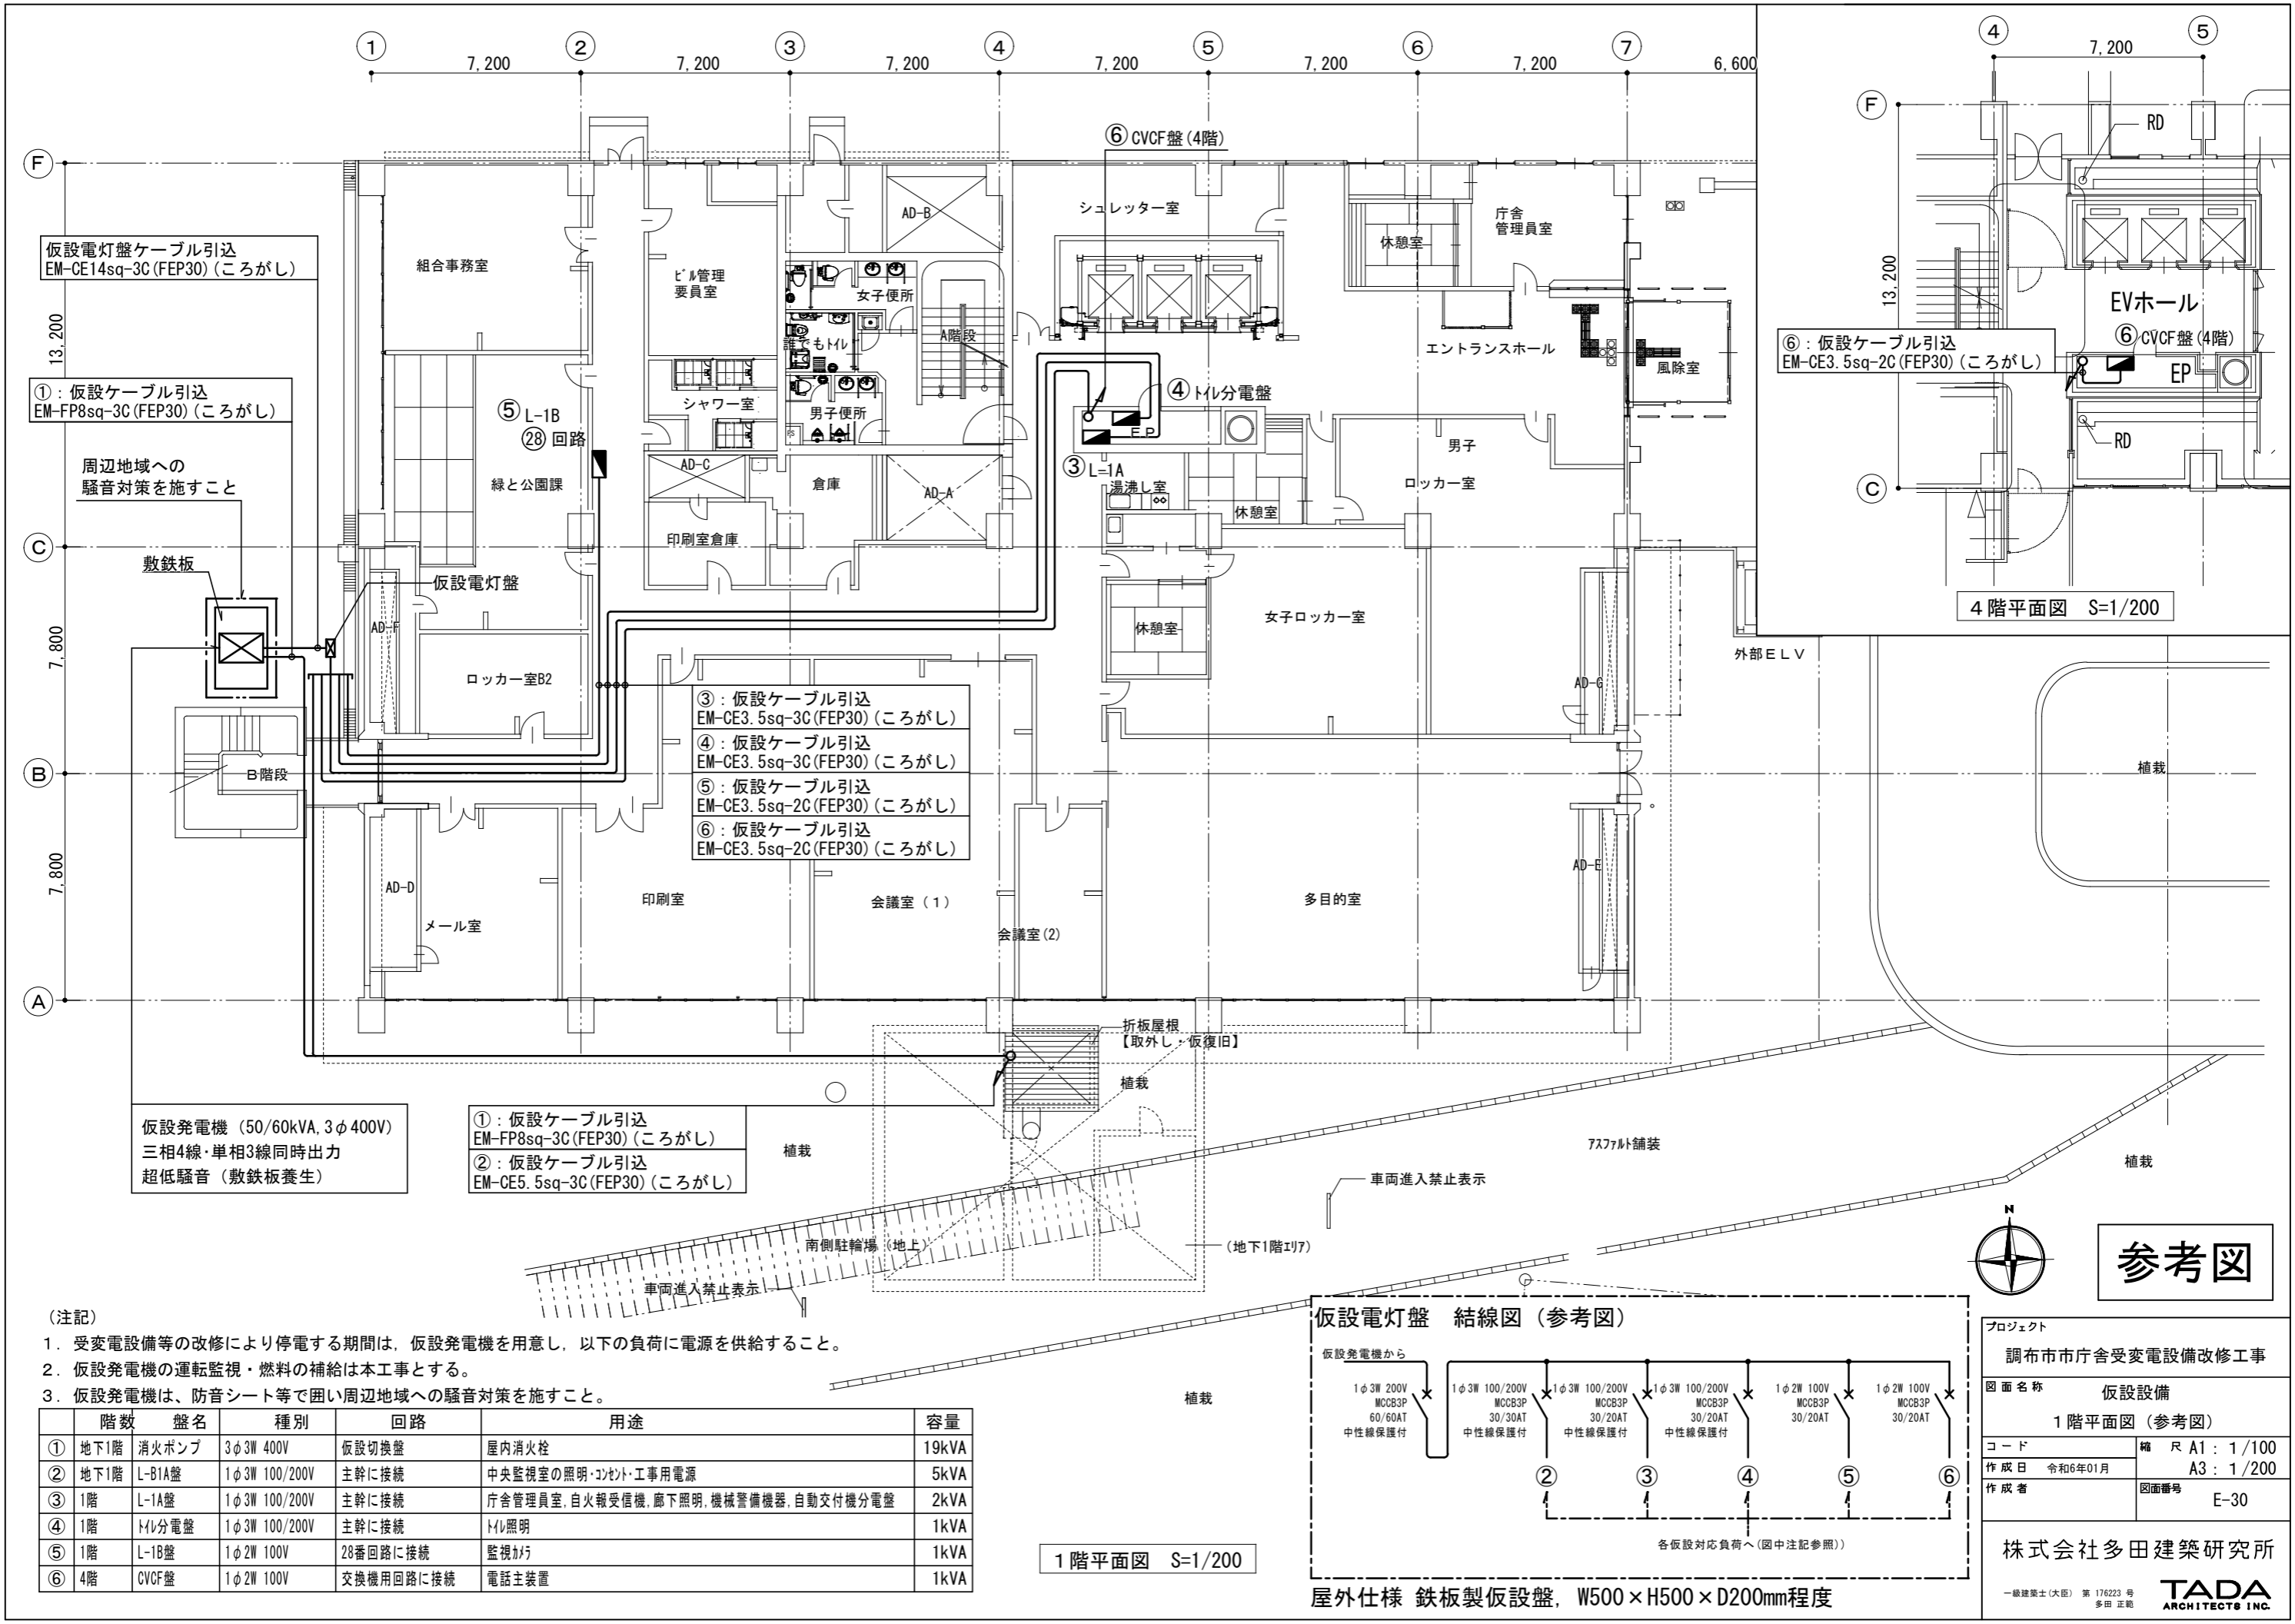 ① ② ③ ④ ⑤ ⑥ ⑦
7,200 7,200 7,200 7,200 7,200 7,200 6,600
④ ⑤
7,200
Ⓕ
RD
13,200
EVホール
⑥CVCF盤(4階)
⑥：仮設ケーブル引込
EM-CE3.5sq-2C(FEP30)(ころがし)
EP
RD
Ⓒ
4階平面図 S=1/200
⑥CVCF盤(4階)
Ⓕ
13,200
Ⓒ
7,800
Ⓑ
7,800
Ⓐ
仮設電灯盤ケーブル引込
EM-CE14sq-3C(FEP30)(ころがし)
①：仮設ケーブル引込
EM-FP8sq-3C(FEP30)(ころがし)
周辺地域への
騒音対策を施すこと
敷鉄板
仮設電灯盤
組合事務室
⑤L-1B
㉘回路
緑と公園課
ビル管理
要員室
シャワー室
AD-C
印刷室倉庫
AD-B
女子便所
誰でもトイレ
男子便所
PS
A階段
倉庫
AD-A
シュレッター室
休憩室
庁舎
管理員室
エントランスホール
風除室
④トイレ分電盤
EP
③L-1A
湯沸し室
休憩室
男子
ロッカー室
休憩室
女子ロッカー室
AD-G
外部ELV
AD-F
ロッカー室B2
B階段
③：仮設ケーブル引込
EM-CE3.5sq-3C(FEP30)(ころがし)
④：仮設ケーブル引込
EM-CE3.5sq-3C(FEP30)(ころがし)
⑤：仮設ケーブル引込
EM-CE3.5sq-2C(FEP30)(ころがし)
⑥：仮設ケーブル引込
EM-CE3.5sq-2C(FEP30)(ころがし)
植栽
AD-D
メール室
印刷室
会議室（1）
会議室(2)
多目的室
AD-E
折板屋根
【取外し・仮復旧】
植栽
仮設発電機（50/60kVA,3φ400V）
三相4線・単相3線同時出力
超低騒音（敷鉄板養生）
①：仮設ケーブル引込
EM-FP8sq-3C(FEP30)(ころがし)
②：仮設ケーブル引込
EM-CE5.5sq-3C(FEP30)(ころがし)
植栽
アスファルト舗装
植栽
車両進入禁止表示
南側駐輪場（地上）
（地下1階エリア）
車両進入禁止表示
植栽
N
参考図
（注記）
1．受変電設備等の改修により停電する期間は，仮設発電機を用意し，以下の負荷に電源を供給すること。
2．仮設発電機の運転監視・燃料の補給は本工事とする。
3．仮設発電機は、防音シート等で囲い周辺地域への騒音対策を施すこと。
階数 盤名 種別 回路 用途 容量
① 地下1階 消火ポンプ 3φ3W 400V 仮設切換盤 屋内消火栓 19kVA
② 地下1階 L-B1A盤 1φ3W 100/200V 主幹に接続 中央監視室の照明・コンセント・工事用電源 5kVA
③ 1階 L-1A盤 1φ3W 100/200V 主幹に接続 庁舎管理員室,自火報受信機,廊下照明,機械警備機器,自動交付機分電盤 2kVA
④ 1階 トイレ分電盤 1φ3W 100/200V 主幹に接続 トイレ照明 1kVA
⑤ 1階 L-1B盤 1φ2W 100V 28番回路に接続 監視カメラ 1kVA
⑥ 4階 CVCF盤 1φ2W 100V 交換機用回路に接続 電話主装置 1kVA
1階平面図 S=1/200
仮設電灯盤 結線図（参考図）
仮設発電機から
1φ3W 200V 1φ3W 100/200V 1φ3W 100/200V 1φ3W 100/200V 1φ2W 100V 1φ2W 100V
MCCB3P MCCB3P MCCB3P MCCB3P MCCB3P MCCB3P
60/60AT 30/30AT 30/20AT 30/20AT 30/20AT 30/20AT
中性線保護付 中性線保護付 中性線保護付 中性線保護付
② ③ ④ ⑤ ⑥
各仮設対応負荷へ(図中注記参照))
屋外仕様 鉄板製仮設盤, W500×H500×D200mm程度
プロジェクト
調布市市庁舎受変電設備改修工事
図面名称 仮設設備
1階平面図（参考図）
コード
縮尺 A1：1/100
A3：1/200
作成日 令和6年01月
作成者
図面番号 E-30
株式会社多田建築研究所
一級建築士(大臣) 第 176223 号
多田 正範
TADA
ARCHITECTS INC.